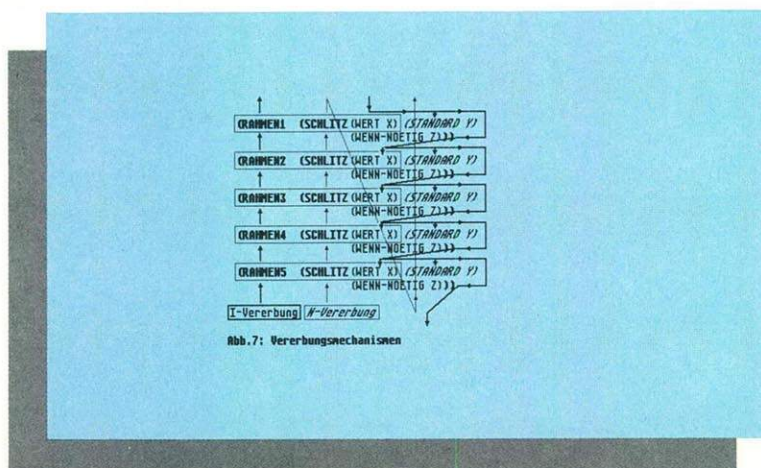 (RAHMEN1 (SCHLITZ (WERT X) (STANDARD Y)
(WENN-NOETIG Z)))
(RAHMEN2 (SCHLITZ (WERT X) (STANDARD Y)
(WENN-NOETIG Z)))
(RAHMEN3 (SCHLITZ (WERT X) (STANDARD Y)
(WENN-NOETIG Z)))
(RAHMEN4 (SCHLITZ (WERT X) (STANDARD Y)
(WENN-NOETIG Z)))
(RAHMEN5 (SCHLITZ (WERT X) (STANDARD Y)
(WENN-NOETIG Z)))
I-Vererbung N-Vererbung
Abb.7: Vererbungsmechanismen